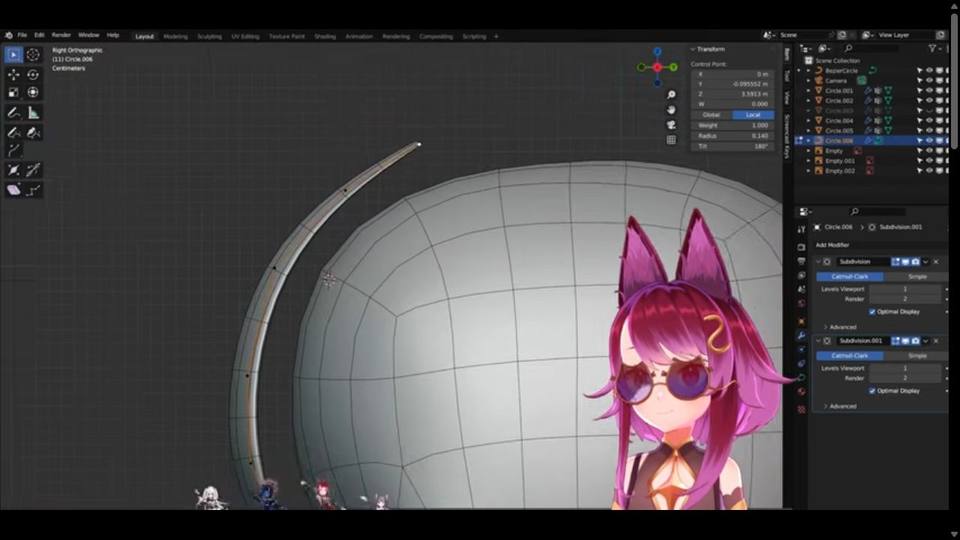 File Edit Render Window Help Layout Modeling Sculpting UV Editing Texture Paint Shading Animation Rendering Compositing Scripting + Scene View Layer
Right Orthographic
(11) Circle.006
Centimeters
Transform
Control Point:
X 0 m
Y -0.095552 m
Z 3.5913 m
W 0.000
Global Local
Weight 1.000
Radius 0.140
Tilt 180°
Item
Tool
View
Screencast Keys
Scene Collection
BezierCircle
Camera
Circle.001
Circle.002
Circle.003
Circle.004
Circle.005
Circle.006
Empty
Empty.001
Empty.002
Circle.006 > Subdivision.001
Add Modifier
Subdivision
Catmull-Clark Simple
Levels Viewport 1
Render 2
Optimal Display
> Advanced
Subdivision.001
Catmull-Clark Simple
Levels Viewport 1
Render 2
Optimal Display
> Advanced